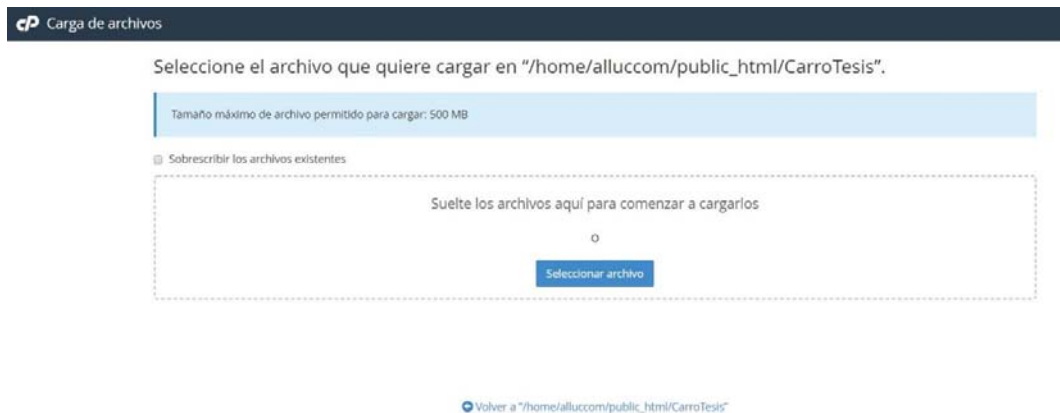 cP Carga de archivos
Seleccione el archivo que quiere cargar en “/home/alluccom/public_html/CarroTesis”.
Tamaño máximo de archivo permitido para cargar: 500 MB
Sobrescribir los archivos existentes
Suelte los archivos aquí para comenzar a cargarlos
o
Seleccionar archivo
Volver a “/home/alluccom/public_html/CarroTesis”